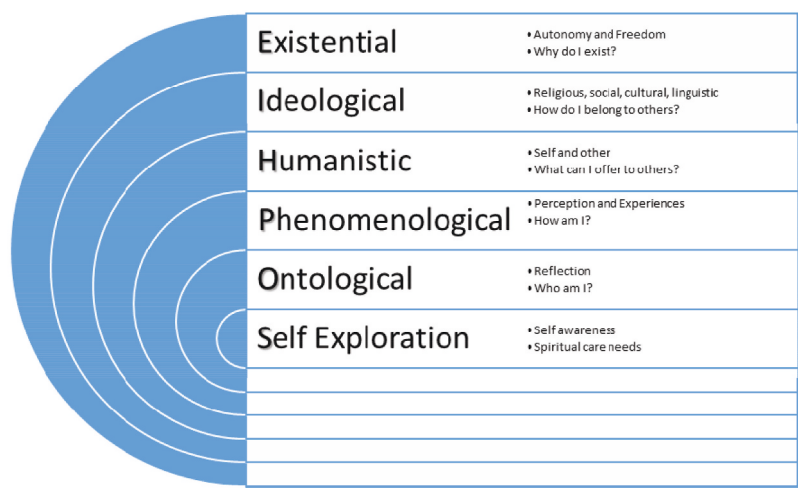 Existential
• Autonomy and Freedom
• Why do I exist?
Ideological
• Religious, social, cultural, linguistic
• How do I belong to others?
Humanistic
• Self and other
• What can I offer to others?
Phenomenological
• Perception and Experiences
• How am I?
Ontological
• Reflection
• Who am I?
Self Exploration
• Self awareness
• Spiritual care needs